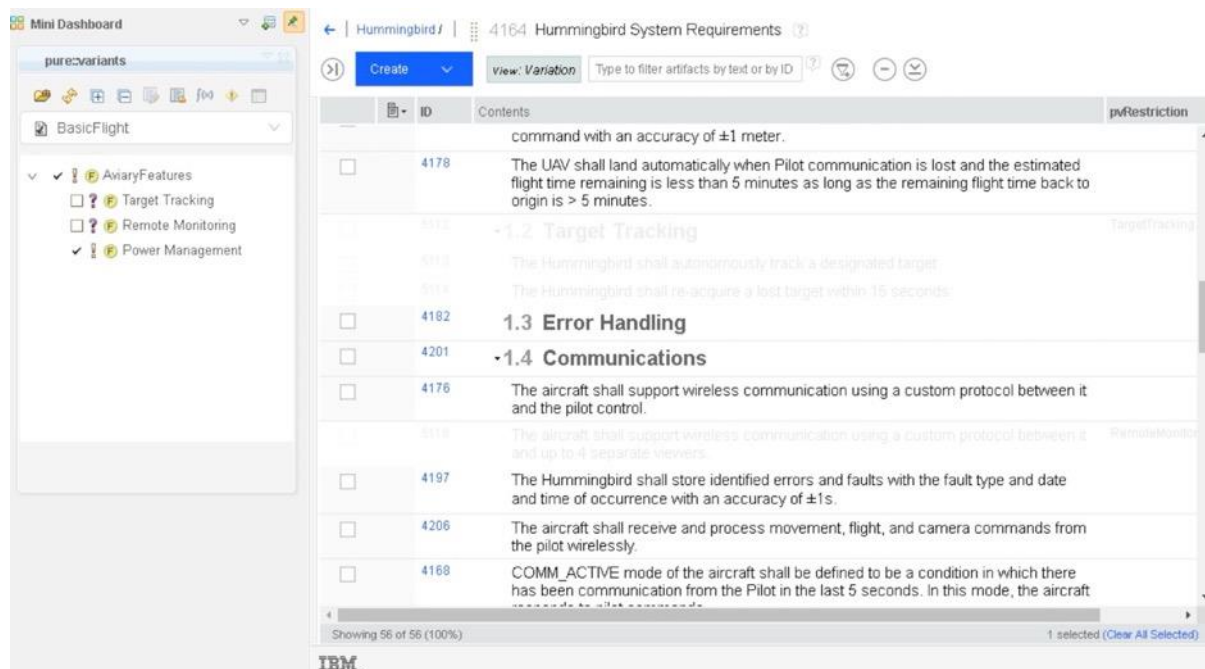 Mini Dashboard
pure::variants
BasicFlight
AviaryFeatures
Target Tracking
Remote Monitoring
Power Management
Hummingbird /
4164 Hummingbird System Requirements
Create
View: Variation
Type to filter artifacts by text or by ID
ID Contents pvRestriction
command with an accuracy of ±1 meter.
4178 The UAV shall land automatically when Pilot communication is lost and the estimated
flight time remaining is less than 5 minutes as long as the remaining flight time back to
origin is > 5 minutes.
1.2 Target Tracking TargetTracking
The Hummingbird shall autonomously track a designated target.
The Hummingbird shall re-acquire a lost target within 15 seconds
4182 1.3 Error Handling
4201 1.4 Communications
4176 The aircraft shall support wireless communication using a custom protocol between it
and the pilot control.
The aircraft shall support wireless communication using a custom protocol between it RemoteMonitor
and up to 4 separate viewers.
4197 The Hummingbird shall store identified errors and faults with the fault type and date
and time of occurrence with an accuracy of ±1s.
4206 The aircraft shall receive and process movement, flight, and camera commands from
the pilot wirelessly.
4168 COMM_ACTIVE mode of the aircraft shall be defined to be a condition in which there
has been communication from the Pilot in the last 5 seconds. In this mode, the aircraft
Showing 56 of 56 (100%)
1 selected (Clear All Selected)
IBM